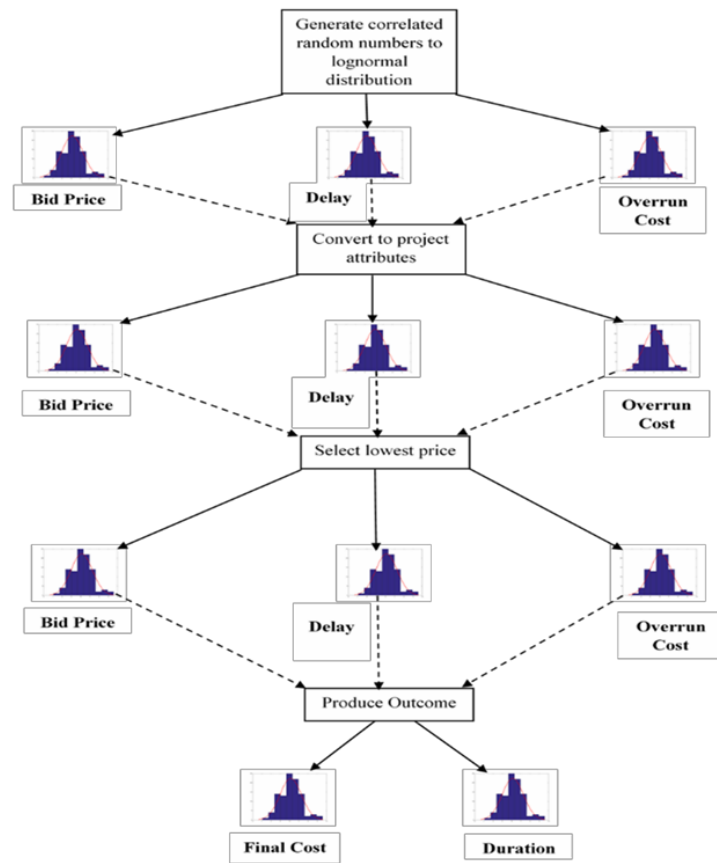 Generate correlated
random numbers to
lognormal
distribution
Bid Price
Delay
Overrun
Cost
Convert to project
attributes
Bid Price
Delay
Overrun
Cost
Select lowest price
Bid Price
Delay
Overrun
Cost
Produce Outcome
Final Cost
Duration